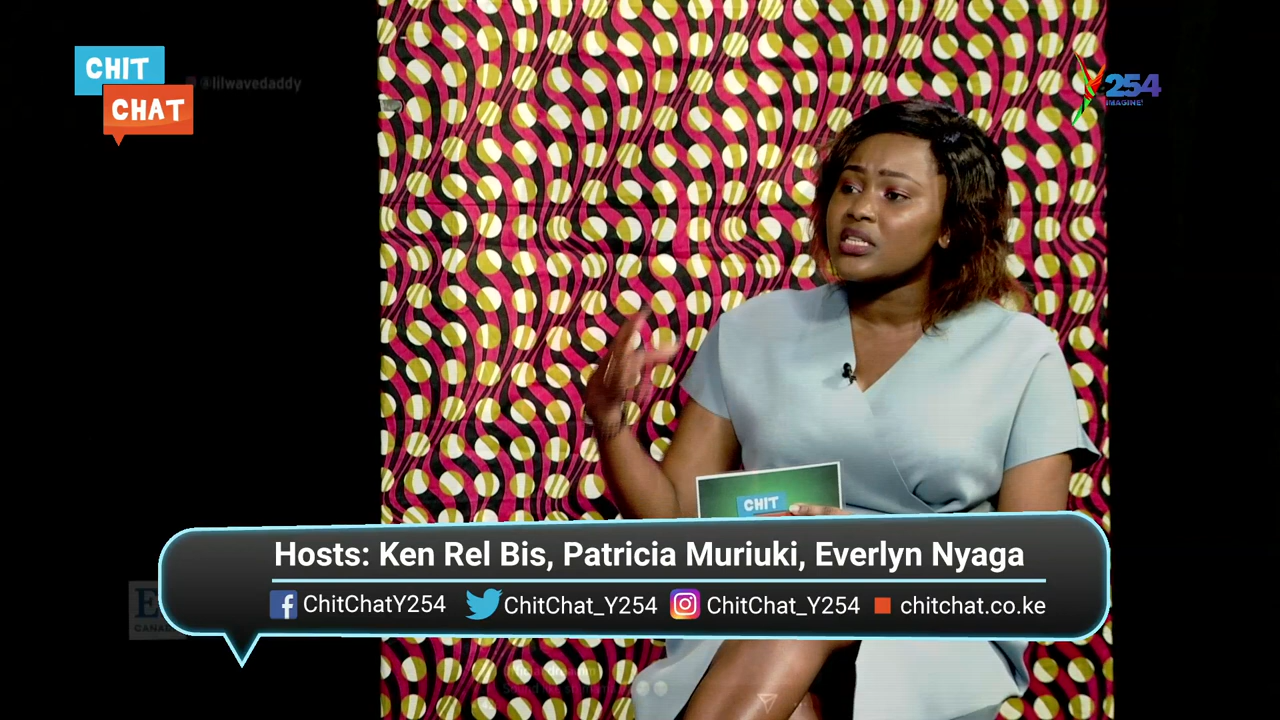 CHIT
CHAT
@lilwavedaddy
254
IMAGINE!
CHIT
Hosts: Ken Rel Bis, Patricia Muriuki, Everlyn Nyaga
ChitChatY254
ChitChat_Y254
ChitChat_Y254
chitchat.co.ke